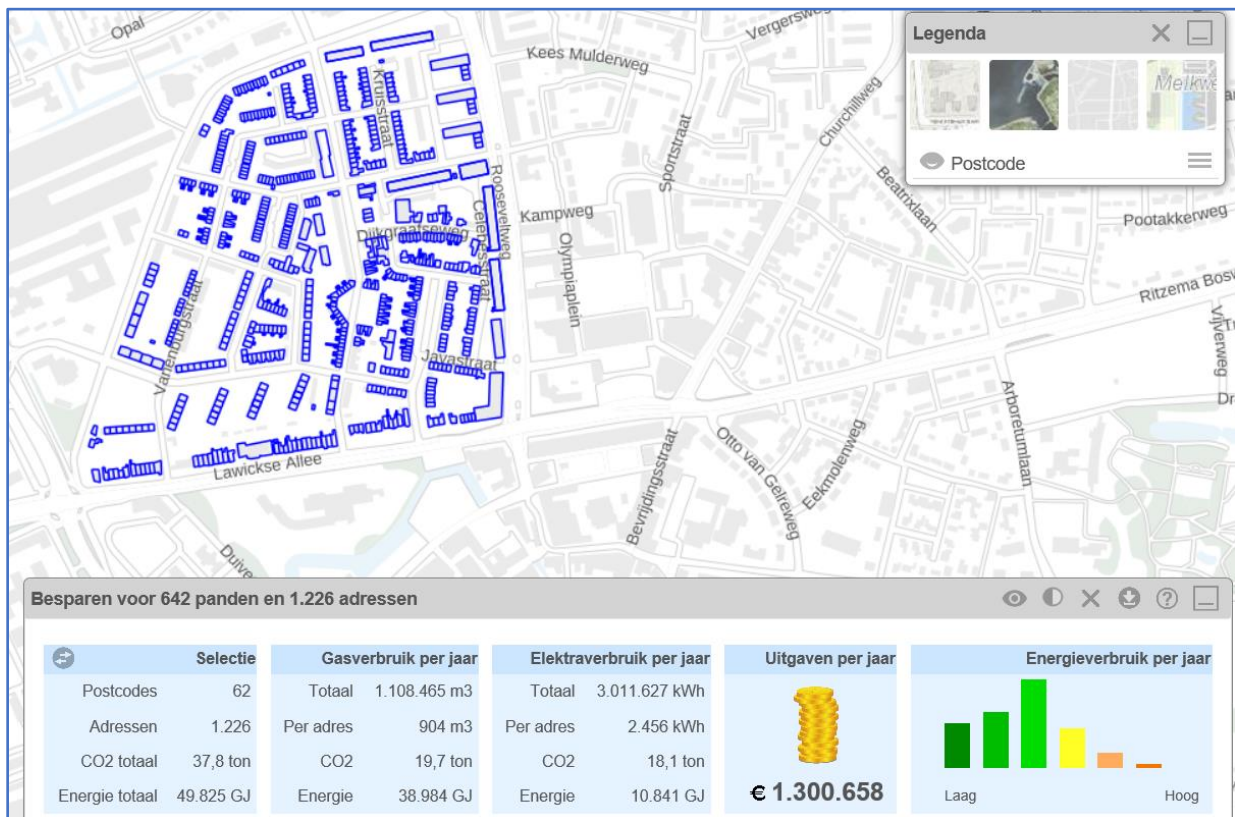 Opal
Kees Mulderweg
Vergersweg
Legenda
Melkwe
Postcode
Kruisstraat
Churchillweg
Sportstraat
Beatrixlaan
Pootakkerweg
Rooseveltweg
Kampweg
Celebesstraat
Dijkgraafseweg
Olympiaplein
Ritzema Bosw
Vijverweg
Javastraat
Arboretumlaan
Otto van Gelreweg
Eekmolenweg
Bevrijdingsstraat
Lawickse Allee
Besparen voor 642 panden en 1.226 adressen
Selectie
Postcodes 62
Adressen 1.226
CO2 totaal 37,8 ton
Energie totaal 49.825 GJ
Gasverbruik per jaar
Totaal 1.108.465 m3
Per adres 904 m3
CO2 19,7 ton
Energie 38.984 GJ
Elektraverbruik per jaar
Totaal 3.011.627 kWh
Per adres 2.456 kWh
CO2 18,1 ton
Energie 10.841 GJ
Uitgaven per jaar
€ 1.300.658
Energieverbruik per jaar
Laag Hoog